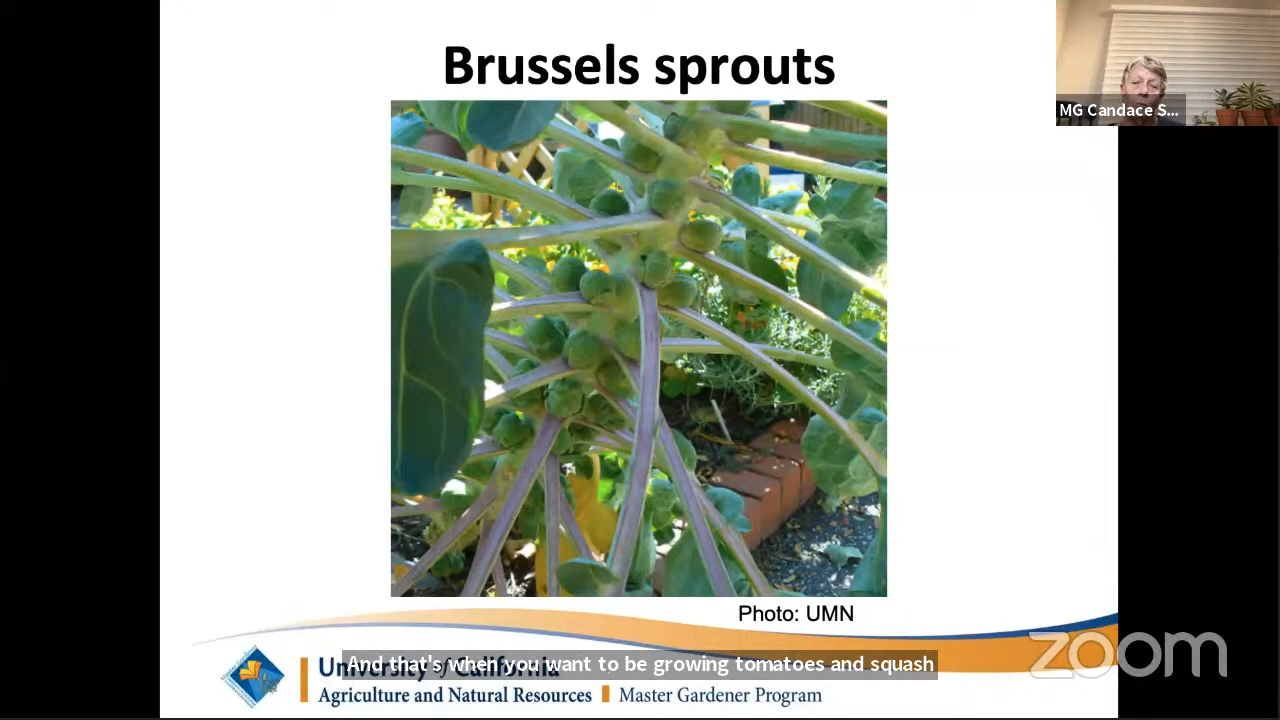 Brussels sprouts
MG Candace S...
Photo: UMN
And that's when you want to be growing tomatoes and squash
University of California
Agriculture and Natural Resources Master Gardener Program
zoom